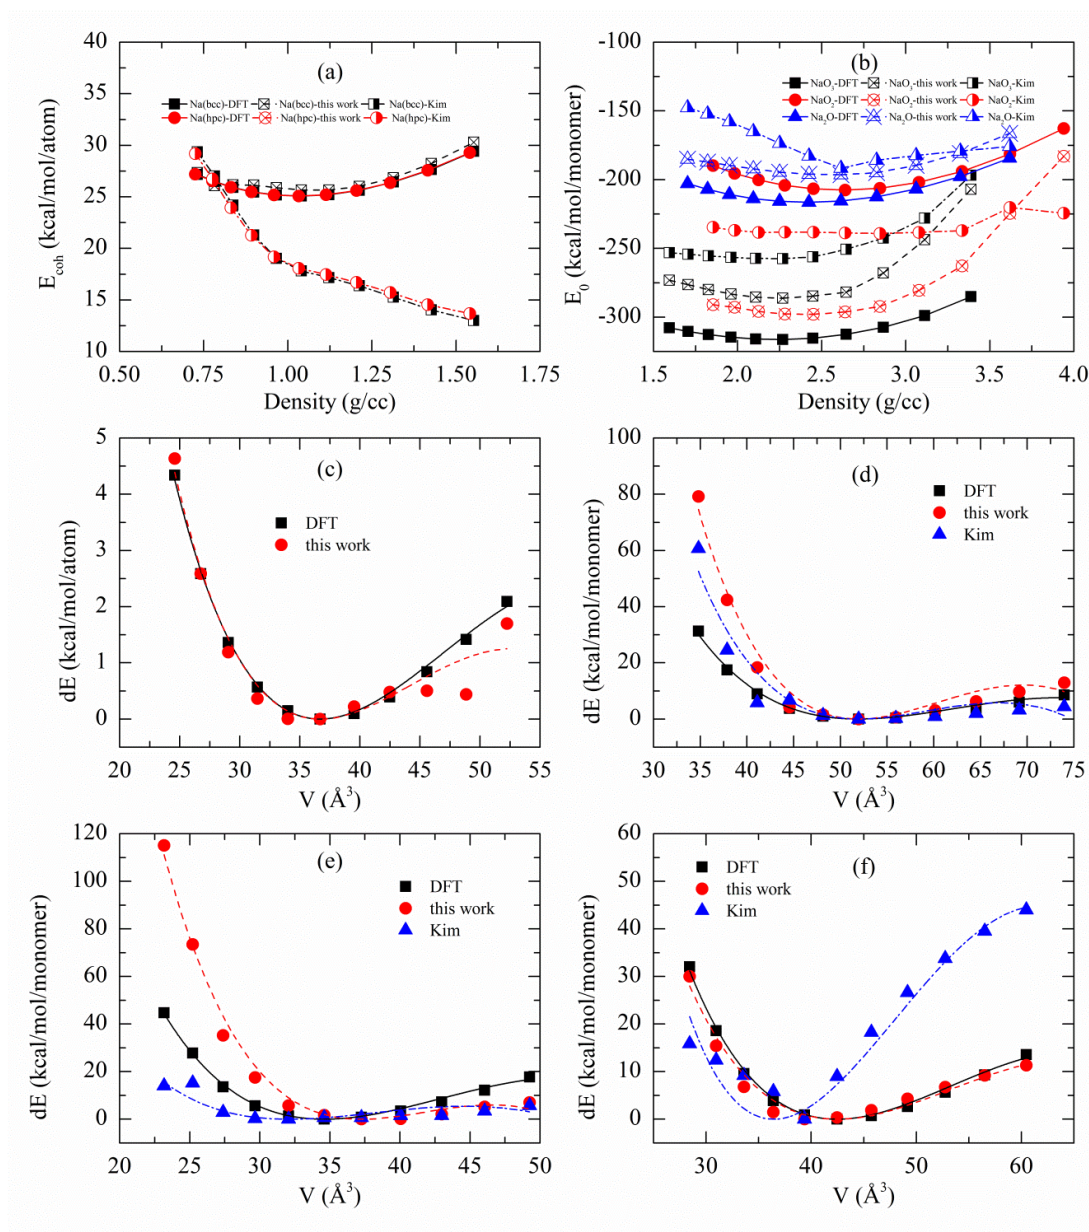 (a)
Na(bcc)-DFT Na(bcc)-this work Na(bcc)-Kim
Na(hpc)-DFT Na(hpc)-this work Na(hpc)-Kim
40
35
30
25
20
15
10
E_coh (kcal/mol/atom)
0.50 0.75 1.00 1.25 1.50 1.75
Density (g/cc)
(b)
NaO₃-DFT NaO₃-this work NaO₃-Kim
NaO₂-DFT NaO₂-this work NaO₂-Kim
Na₂O-DFT Na₂O-this work Na₂O-Kim
-100
-150
-200
-250
-300
E₀ (kcal/mol/monomer)
1.5 2.0 2.5 3.0 3.5 4.0
Density (g/cc)
(c)
DFT
this work
5
4
3
2
1
0
dE (kcal/mol/atom)
20 25 30 35 40 45 50 55
V (Å³)
(d)
DFT
this work
Kim
100
80
60
40
20
0
dE (kcal/mol/monomer)
30 35 40 45 50 55 60 65 70 75
V (Å³)
(e)
DFT
this work
Kim
120
100
80
60
40
20
0
dE (kcal/mol/monomer)
20 25 30 35 40 45 50
V (Å³)
(f)
DFT
this work
Kim
60
50
40
30
20
10
0
dE (kcal/mol/monomer)
30 40 50 60
V (Å³)